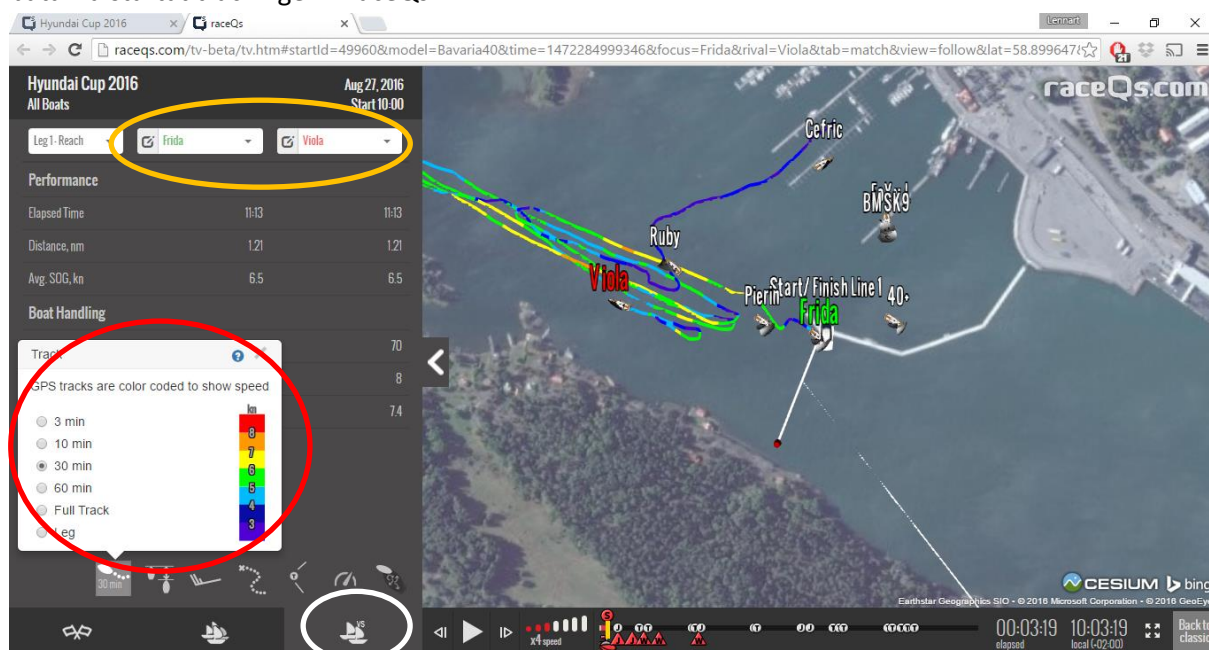 Hyundai Cup 2016
raceQs
Lennart
raceqs.com/tv-beta/tv.htm#startId=49960&model=Bavaria40&time=1472284999346&focus=Frida&rival=Viola&tab=match&view=follow&lat=58.899647
21
Hyundai Cup 2016
Aug 27, 2016
All Boats
Start 10:00
Leg 1- Reach
Frida
Viola
Performance
Elapsed Time 11:13 11:13
Distance, nm 1.21 1.21
Avg. SOG, kn 6.5 6.5
Boat Handling
70
8
7.4
Track
GPS tracks are color coded to show speed
kn
3 min
10 min
30 min
60 min
Full Track
Leg
8
7
6
5
4
3
30 min
VS
raceQs.com
Cefric
BMSK9
Ruby
Viola
Pierin
Start/ Finish Line 1
40+
Frida
CESIUM
bing
Earthstar Geographics SIO • © 2016 Microsoft Corporation • © 2016 GeoEye
x4 speed
S
00:03:19
elapsed
10:03:19
local (-02:00)
Back to
classic